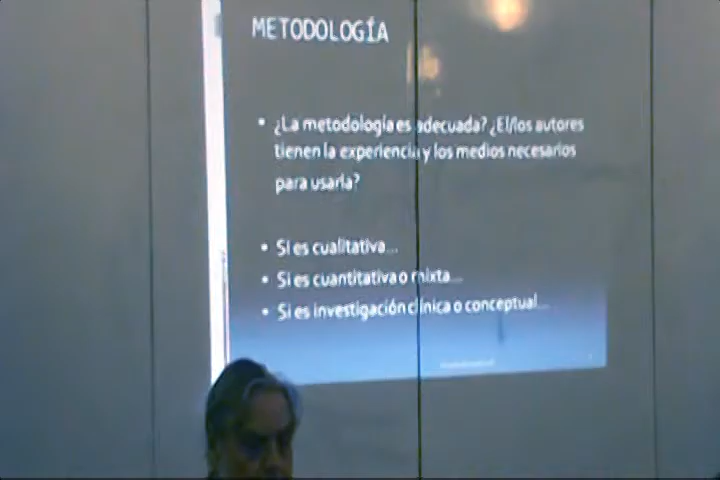 METODOLOGÍA
• ¿La metodología es adecuada? ¿El/los autores
tienen la experiencia y los medios necesarios
para usarla?
• Si es cualitativa...
• Si es cuantitativa o mixta...
• Si es investigación clínica o conceptual...